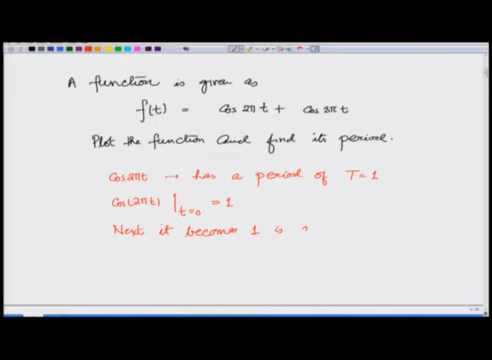 A function is given as
f(t) = cos 2π t + cos 3π t
Plot the function and find its period.
cos 2πt → has a period of T = 1
cos(2πt) |t=0 = 1
Next it becomes 1 is